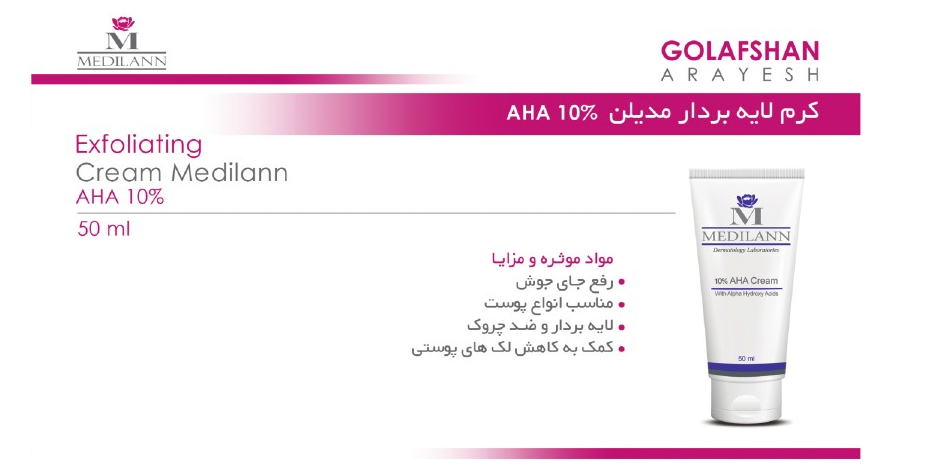 M
MEDILANN
GOLAFSHAN
ARAYESH
کرم لایه بردار مدیلن AHA 10%
Exfoliating
Cream Medilann
AHA 10%
50 ml
مواد موثره و مزایا
• رفع جای جوش
• مناسب انواع پوست
• لایه بردار و ضد چروک
• کمک به کاهش لک های پوستی
M
MEDILANN
Dermatology Laboratories
10% AHA Cream
With Alpha Hydroxy Acids
50 ml